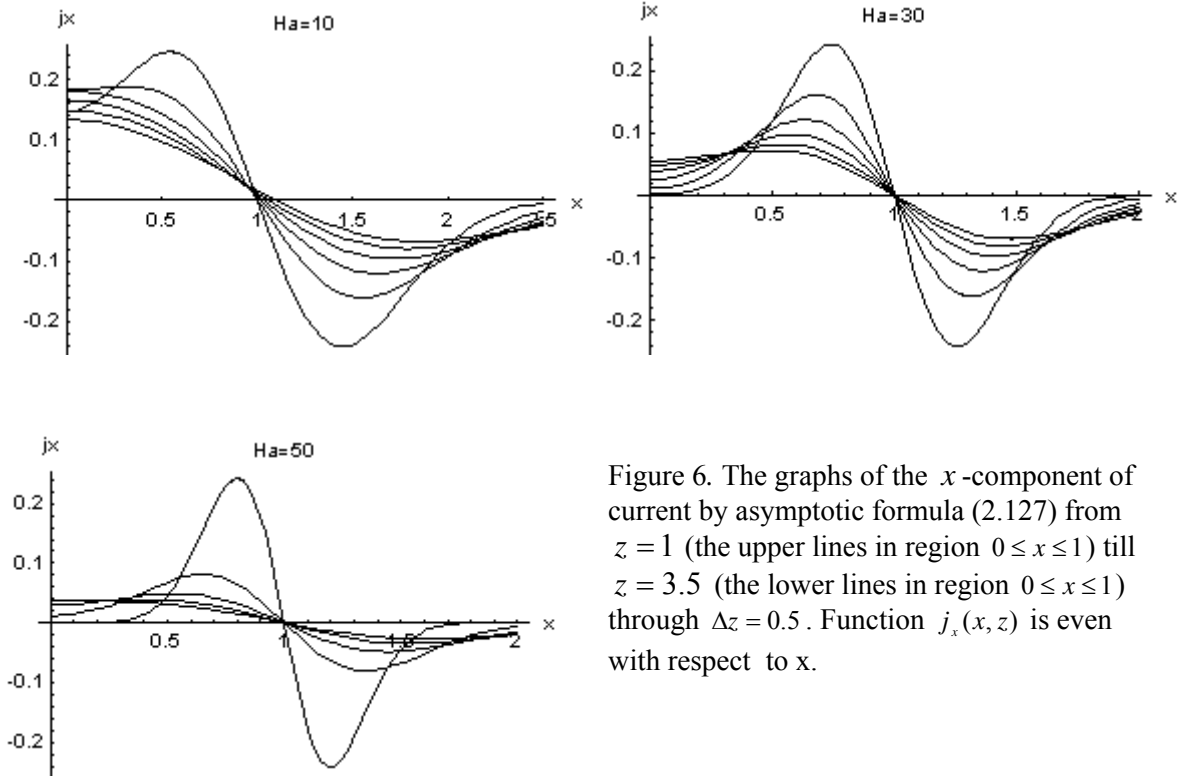 jx
Ha=10
0.2
0.1
-0.1
-0.2
0.5
1
1.5
2
2.5
x
jx
Ha=30
0.2
0.1
-0.1
-0.2
0.5
1
1.5
2
x
jx
Ha=50
0.2
0.1
-0.1
-0.2
0.5
1
1.5
2
x
Figure 6. The graphs of the x-component of
current by asymptotic formula (2.127) from
z = 1 (the upper lines in region 0 ≤ x ≤ 1) till
z = 3.5 (the lower lines in region 0 ≤ x ≤ 1)
through Δz = 0.5. Function jₓ(x, z) is even
with respect to x.